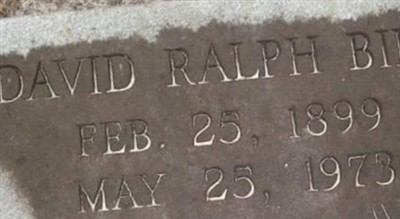 DAVID RALPH
FEB. 25, 1899
MAY 25, 1973